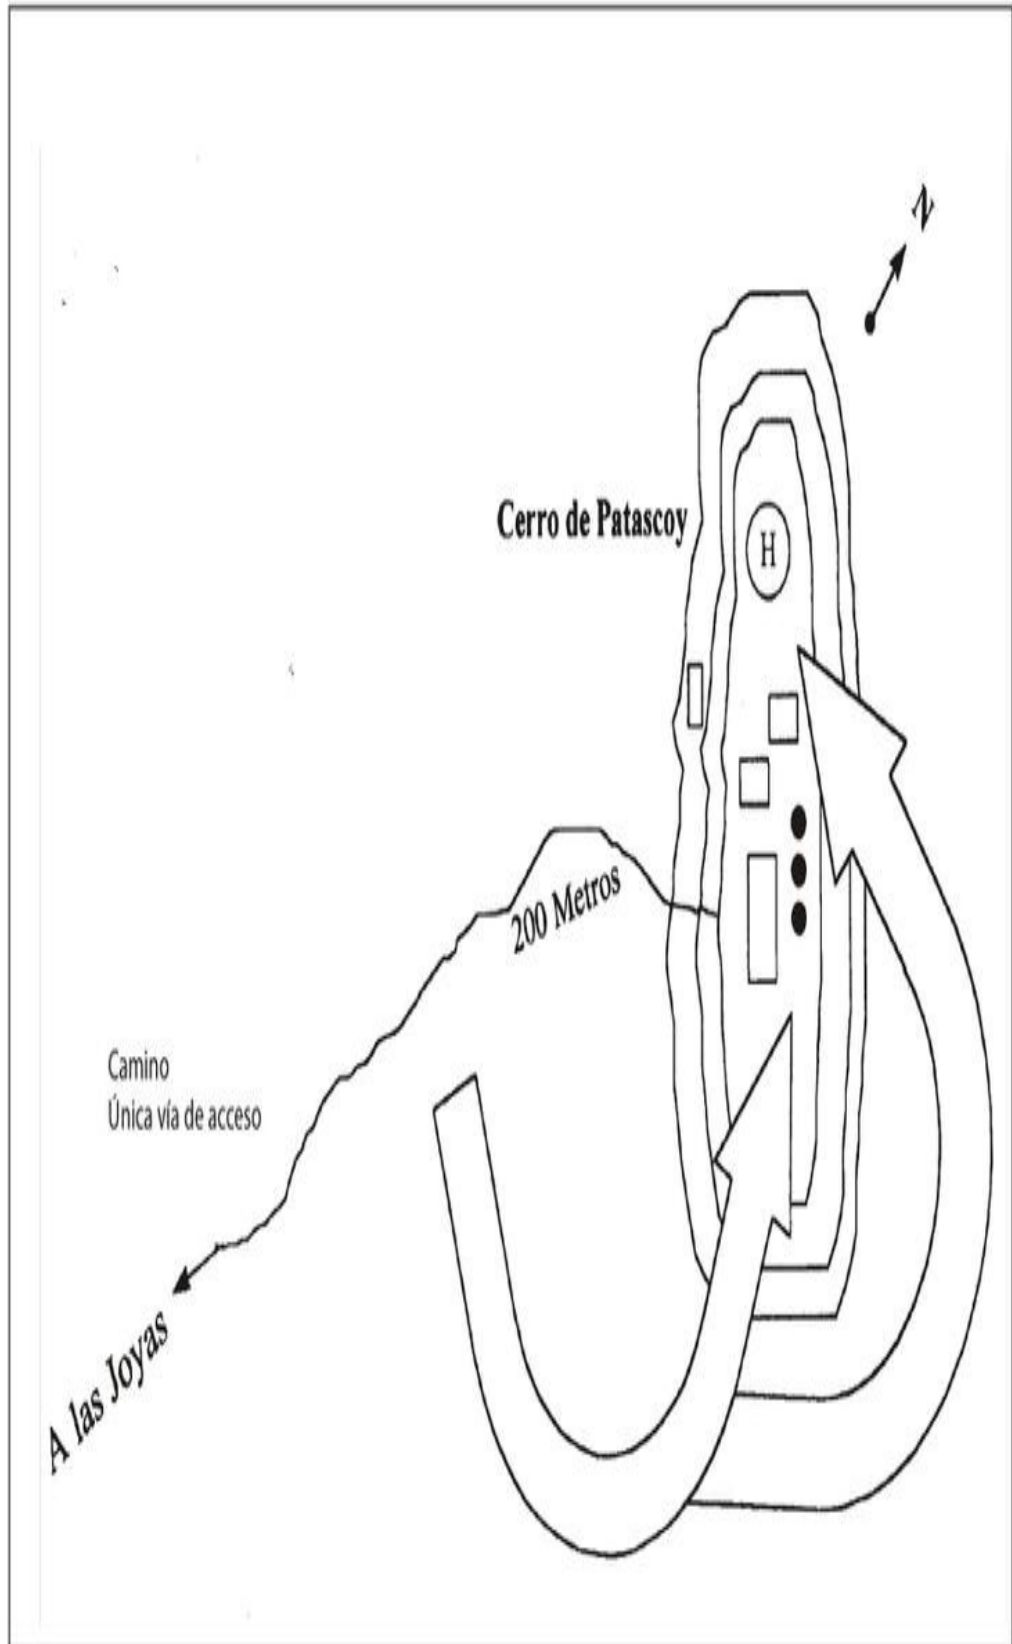 N
Cerro de Patascoy
H
200 Metros
Camino
Única vía de acceso
A las Joyas